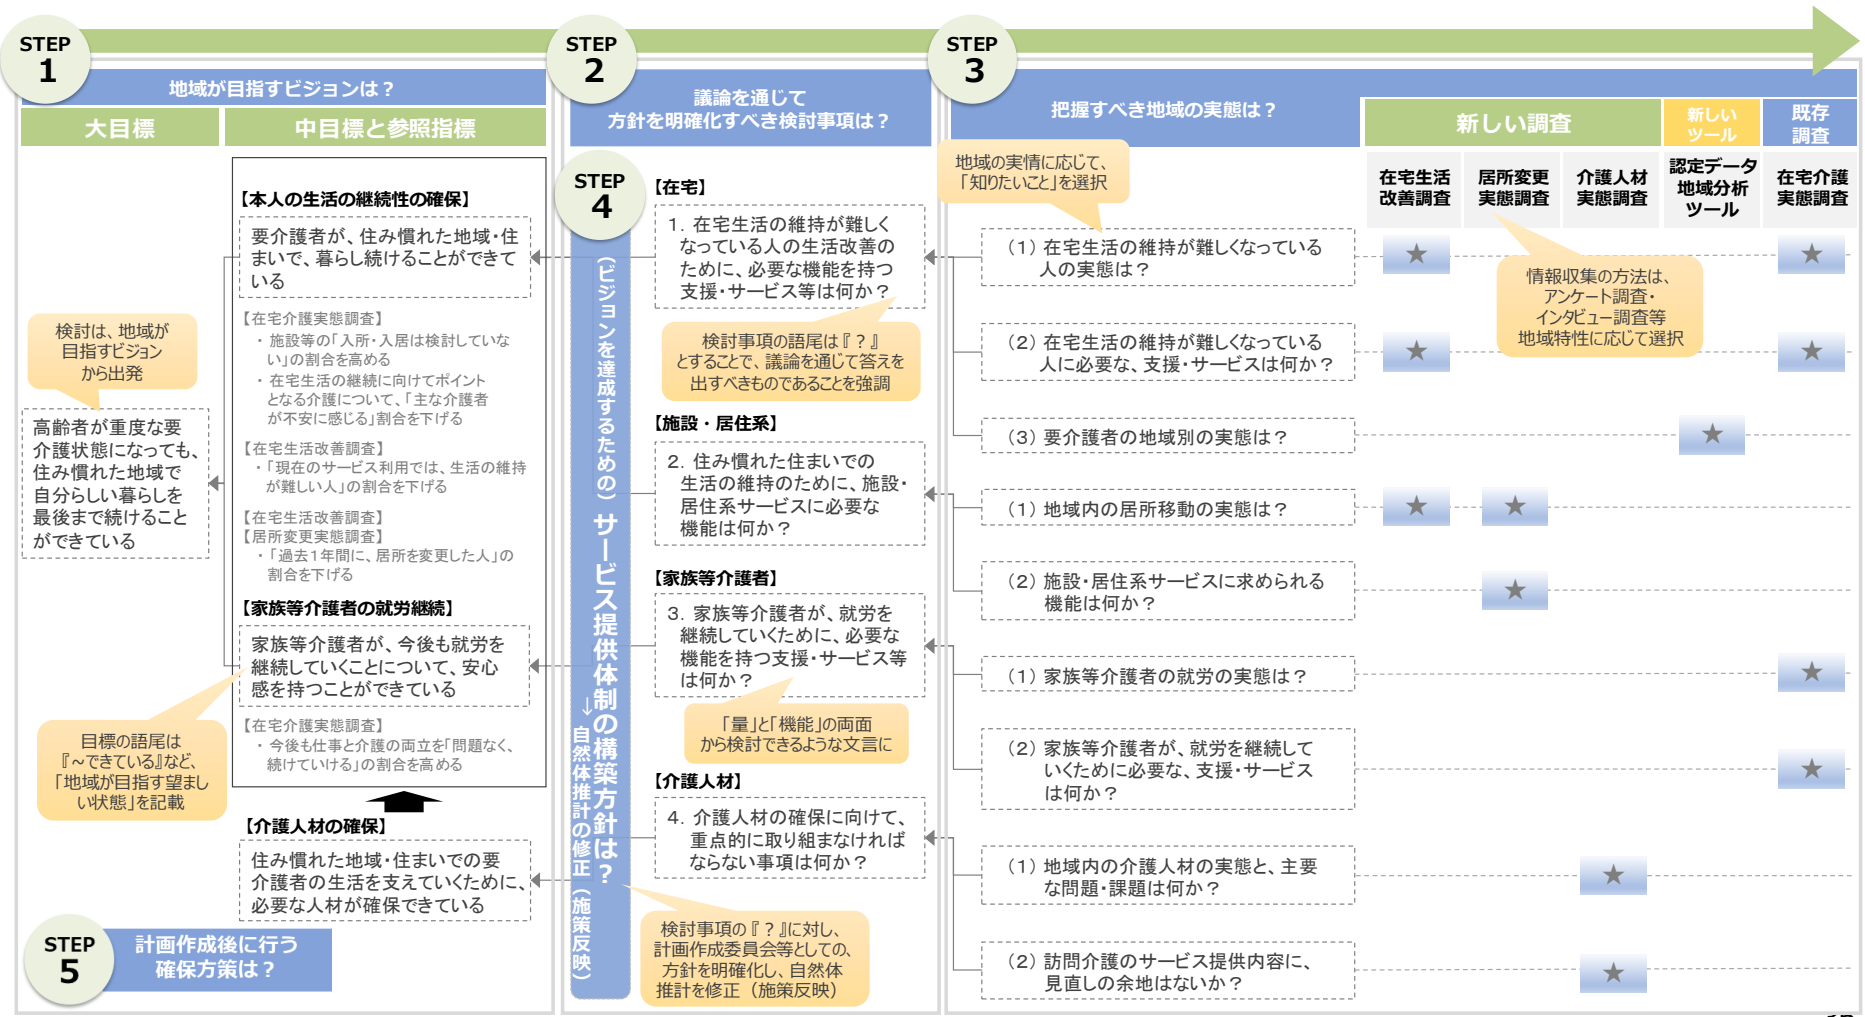 STEP
1
地域が目指すビジョンは？
大目標
中目標と参照指標
【本人の生活の継続性の確保】
要介護者が、住み慣れた地域・住
まいで、暮らし続けることができて
いる
【在宅介護実態調査】
・施設等の「入所・入居は検討していな
い」の割合を高める
・在宅生活の継続に向けてポイント
となる介護について、「主な介護者
が不安に感じる」割合を下げる
【在宅生活改善調査】
・「現在のサービス利用では、生活の維持
が難しい人」の割合を下げる
【在宅生活改善調査】
【居所変更実態調査】
・「過去１年間に、居所を変更した人」の
割合を下げる
【家族等介護者の就労継続】
家族等介護者が、今後も就労を
継続していくことについて、安心
感を持つことができている
【在宅介護実態調査】
・今後も仕事と介護の両立を「問題なく、
続けていける」の割合を高める
【介護人材の確保】
住み慣れた地域・住まいでの要
介護者の生活を支えていくために、
必要な人材が確保できている
検討は、地域が
目指すビジョン
から出発
高齢者が重度な要
介護状態になっても、
住み慣れた地域で
自分らしい暮らしを
最後まで続けること
ができている
目標の語尾は
『～できている』など、
「地域が目指す望まし
い状態」を記載
STEP
5
計画作成後に行う
確保方策は？
STEP
2
議論を通じて
方針を明確化すべき検討事項は？
STEP
4
（ビジョンを達成するための）サービス提供体制の構築方針は？
→自然体推計の修正（施策反映）
【在宅】
１．在宅生活の維持が難しく
なっている人の生活改善の
ために、必要な機能を持つ
支援・サービス等は何か？
検討事項の語尾は『？』
とすることで、議論を通じて答えを
出すべきものであることを強調
【施設・居住系】
２．住み慣れた住まいでの
生活の維持のために、施設・
居住系サービスに必要な
機能は何か？
【家族等介護者】
３．家族等介護者が、就労を
継続していくために、必要な
機能を持つ支援・サービス等
は何か？
「量」と「機能」の両面
から検討できるような文言に
【介護人材】
４．介護人材の確保に向けて、
重点的に取り組まなければ
ならない事項は何か？
検討事項の『？』に対し、
計画作成委員会等としての、
方針を明確化し、自然体
推計を修正（施策反映）
STEP
3
把握すべき地域の実態は？
新しい調査
新しい
ツール
既存
調査
地域の実情に応じて、
「知りたいこと」を選択
在宅生活
改善調査
居所変更
実態調査
介護人材
実態調査
認定データ
地域分析
ツール
在宅介護
実態調査
（１）在宅生活の維持が難しくなっている
人の実態は？
★
★
情報収集の方法は、
アンケート調査・
インタビュー調査等
地域特性に応じて選択
（２）在宅生活の維持が難しくなっている
人に必要な、支援・サービスは何か？
★
★
（３）要介護者の地域別の実態は？
★
（１）地域内の居所移動の実態は？
★
★
（２）施設・居住系サービスに求められる
機能は何か？
★
（１）家族等介護者の就労の実態は？
★
（２）家族等介護者が、就労を継続して
いくために必要な、支援・サービス
は何か？
★
（１）地域内の介護人材の実態と、主要
な問題・課題は何か？
★
（２）訪問介護のサービス提供内容に、
見直しの余地はないか？
★